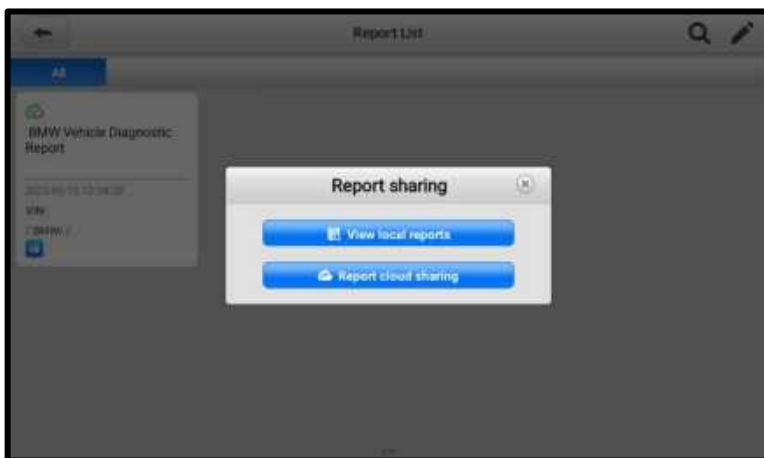 Report List
All
BMW Vehicle Diagnostic
Report
VIN:
/ BMW /
Report sharing
View local reports
Report cloud sharing